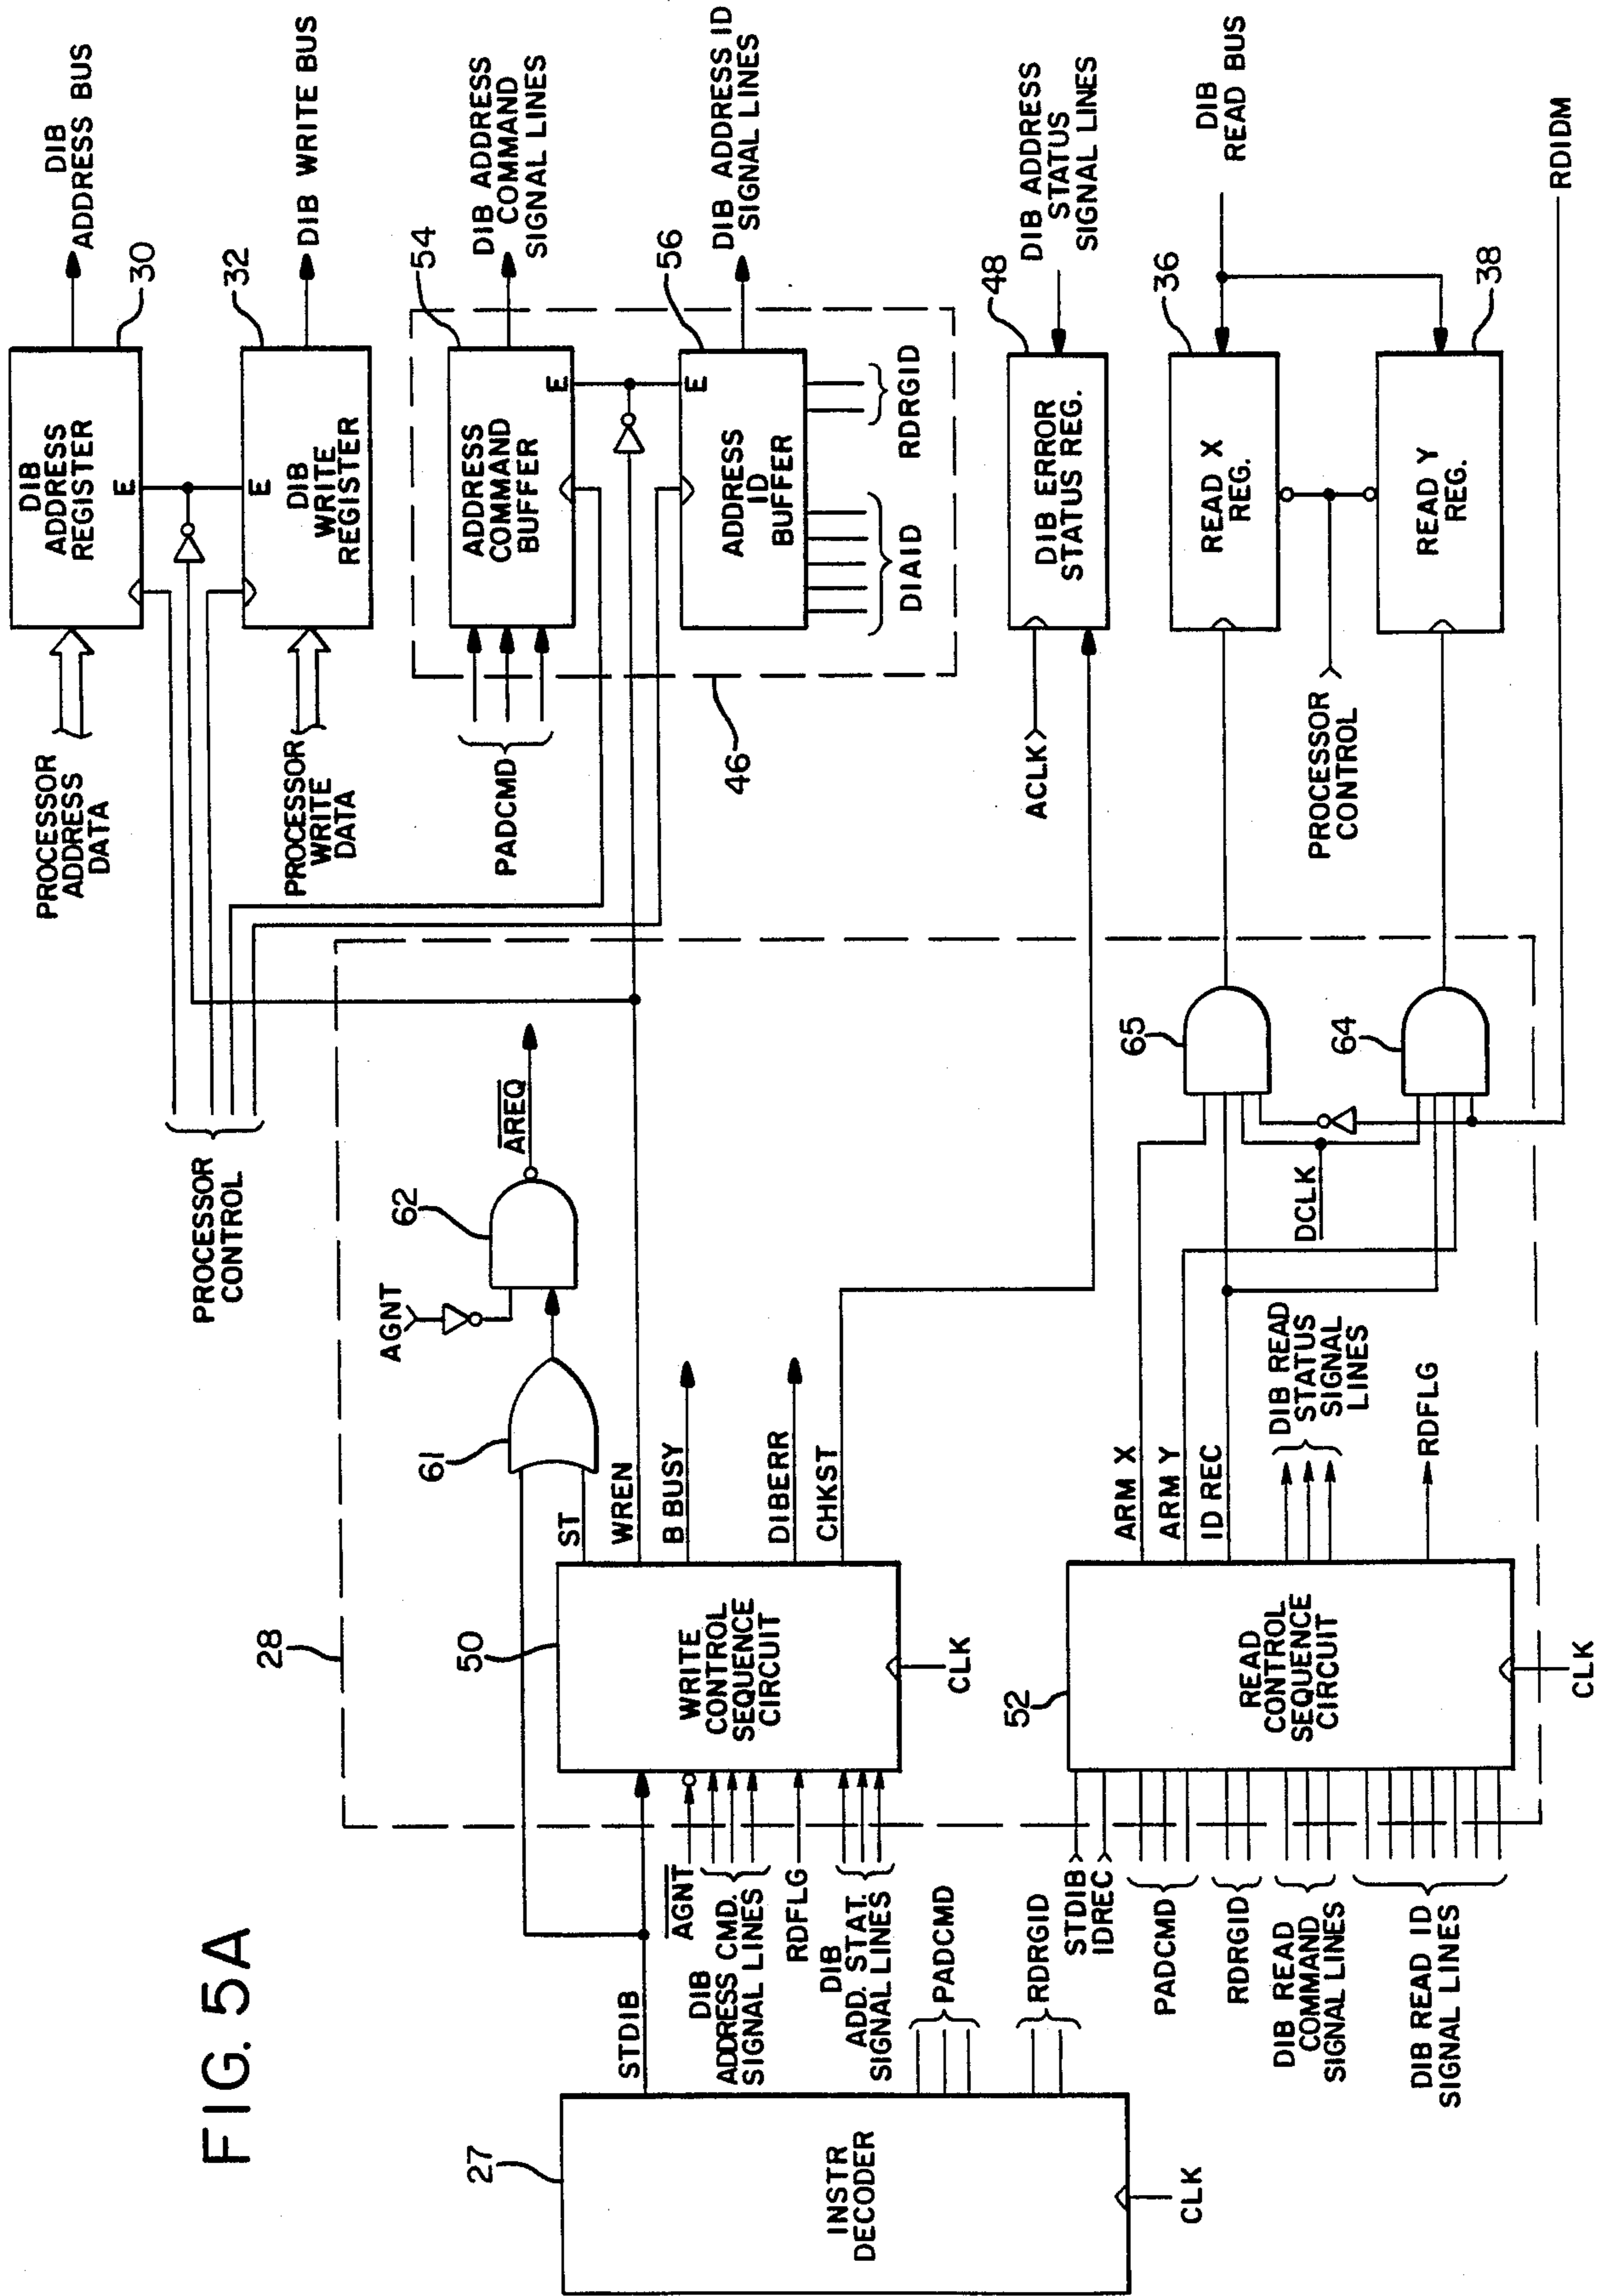 FIG. 5A
27
INSTR
DECODER
CLK
STDIB
PADCMD
RDRGID
28
50
WRITE
CONTROL
SEQUENCE
CIRCUIT
CLK
AGNT
DIB
ADDRESS CMD.
SIGNAL LINES
RDFLG
DIB
ADD. STAT.
SIGNAL LINES
ST
WREN
B BUSY
DIBERR
CHKST
61
AGNT
62
AREQ
52
READ
CONTROL
SEQUENCE
CIRCUIT
CLK
STDIB
IDREC
PADCMD
RDRGID
DIB READ
COMMAND
SIGNAL LINES
DIB READ ID
SIGNAL LINES
ARM X
ARM Y
ID REC
DIB READ
STATUS
SIGNAL
LINES
RDFLG
65
64
DCLK
PROCESSOR
CONTROL
PROCESSOR
ADDRESS
DATA
DIB
ADDRESS
REGISTER
E
30
DIB
ADDRESS BUS
PROCESSOR
WRITE
DATA
E
DIB
WRITE
REGISTER
32
DIB WRITE BUS
PADCMD
46
ADDRESS
COMMAND
BUFFER
E
54
DIB ADDRESS
COMMAND
SIGNAL LINES
E
ADDRESS
ID
BUFFER
56
DIB ADDRESS ID
SIGNAL LINES
DIAID
RDRGID
ACLK
DIB ERROR
STATUS REG.
48
DIB ADDRESS
STATUS
SIGNAL LINES
READ X
REG.
36
DIB
READ BUS
PROCESSOR
CONTROL
READ Y
REG.
38
RDIDM